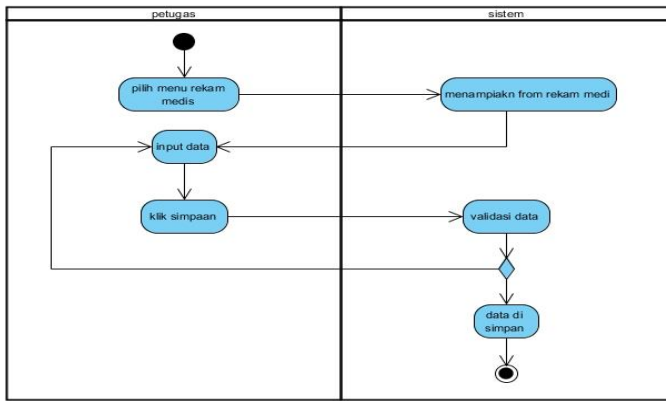 petugas
sistem
pilih menu rekam
medis
menampiakn from rekam medi
input data
klik simpaan
validasi data
data di
simpan